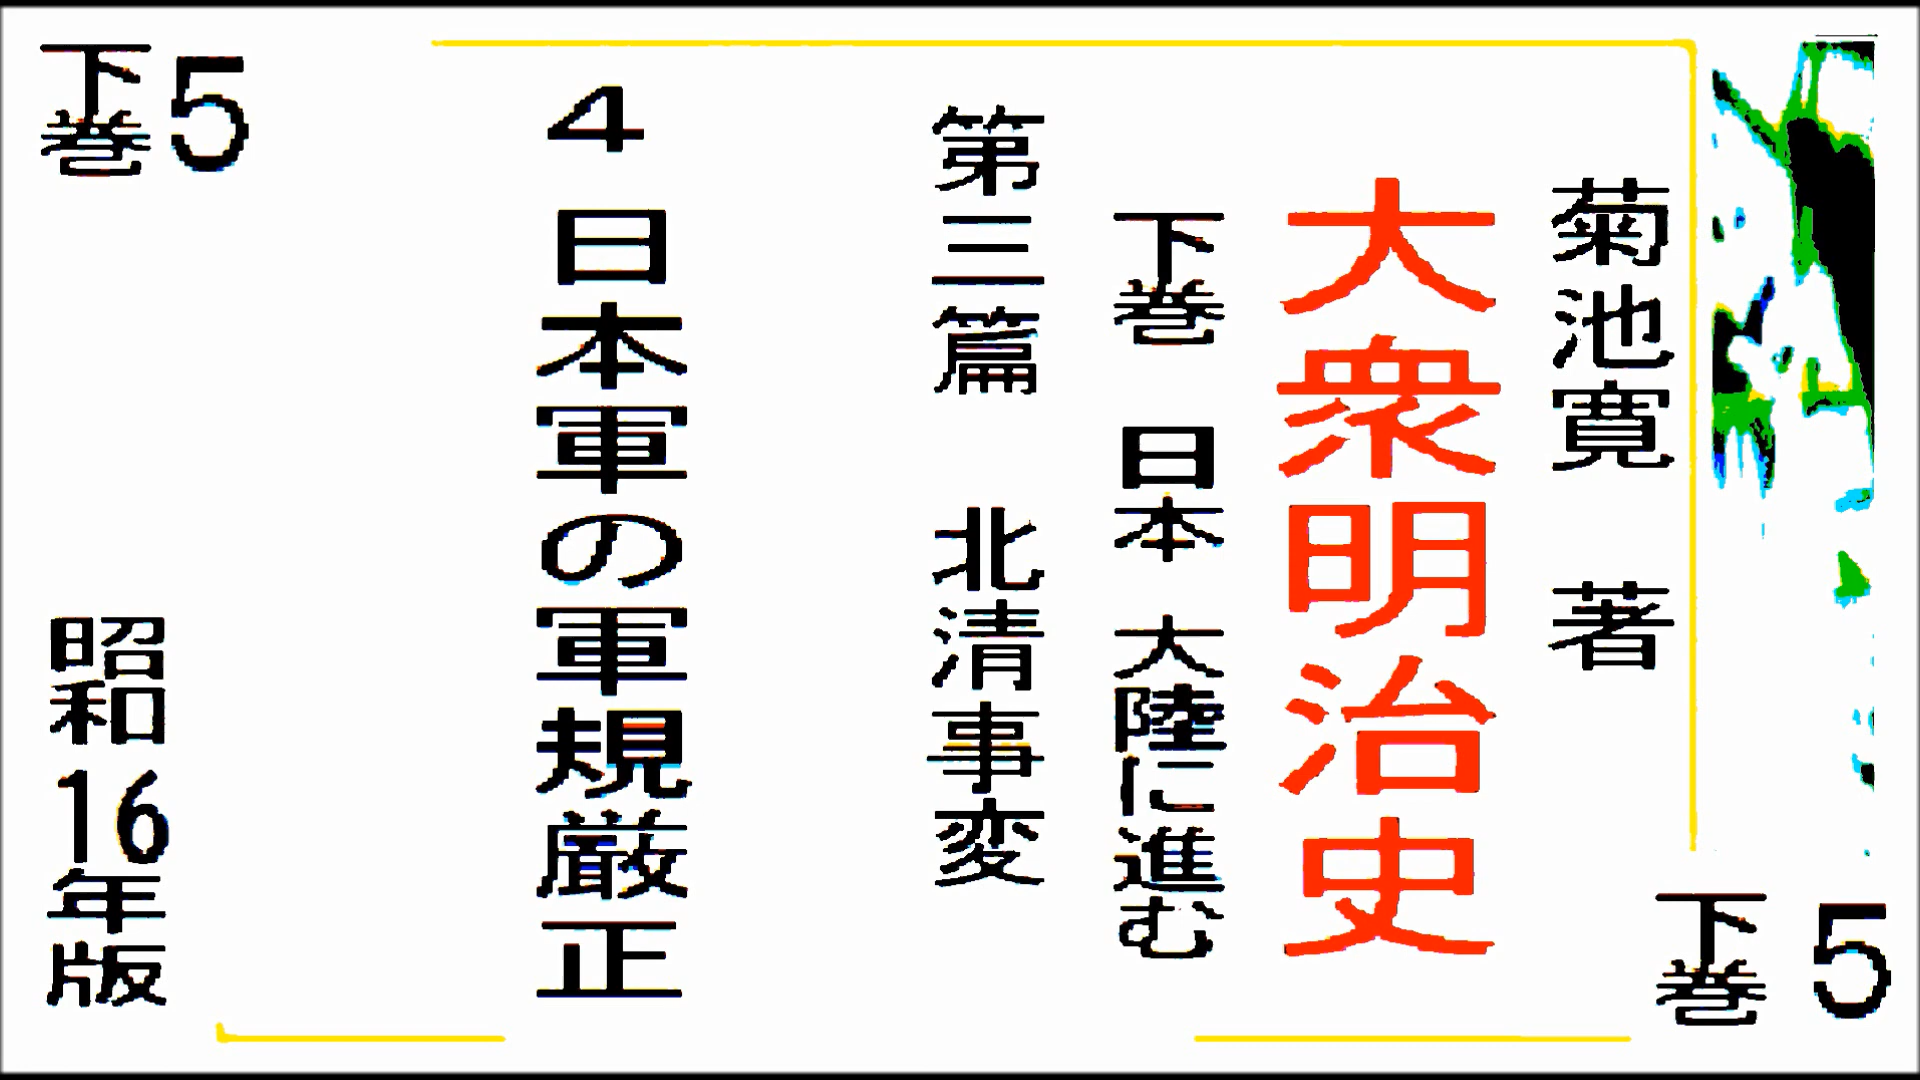 菊池寛 著
大衆明治史
下巻 日本 大陸に進む
第三篇 北清事変
4 日本軍の軍規厳正
下巻 5
昭和16年版
下巻 5